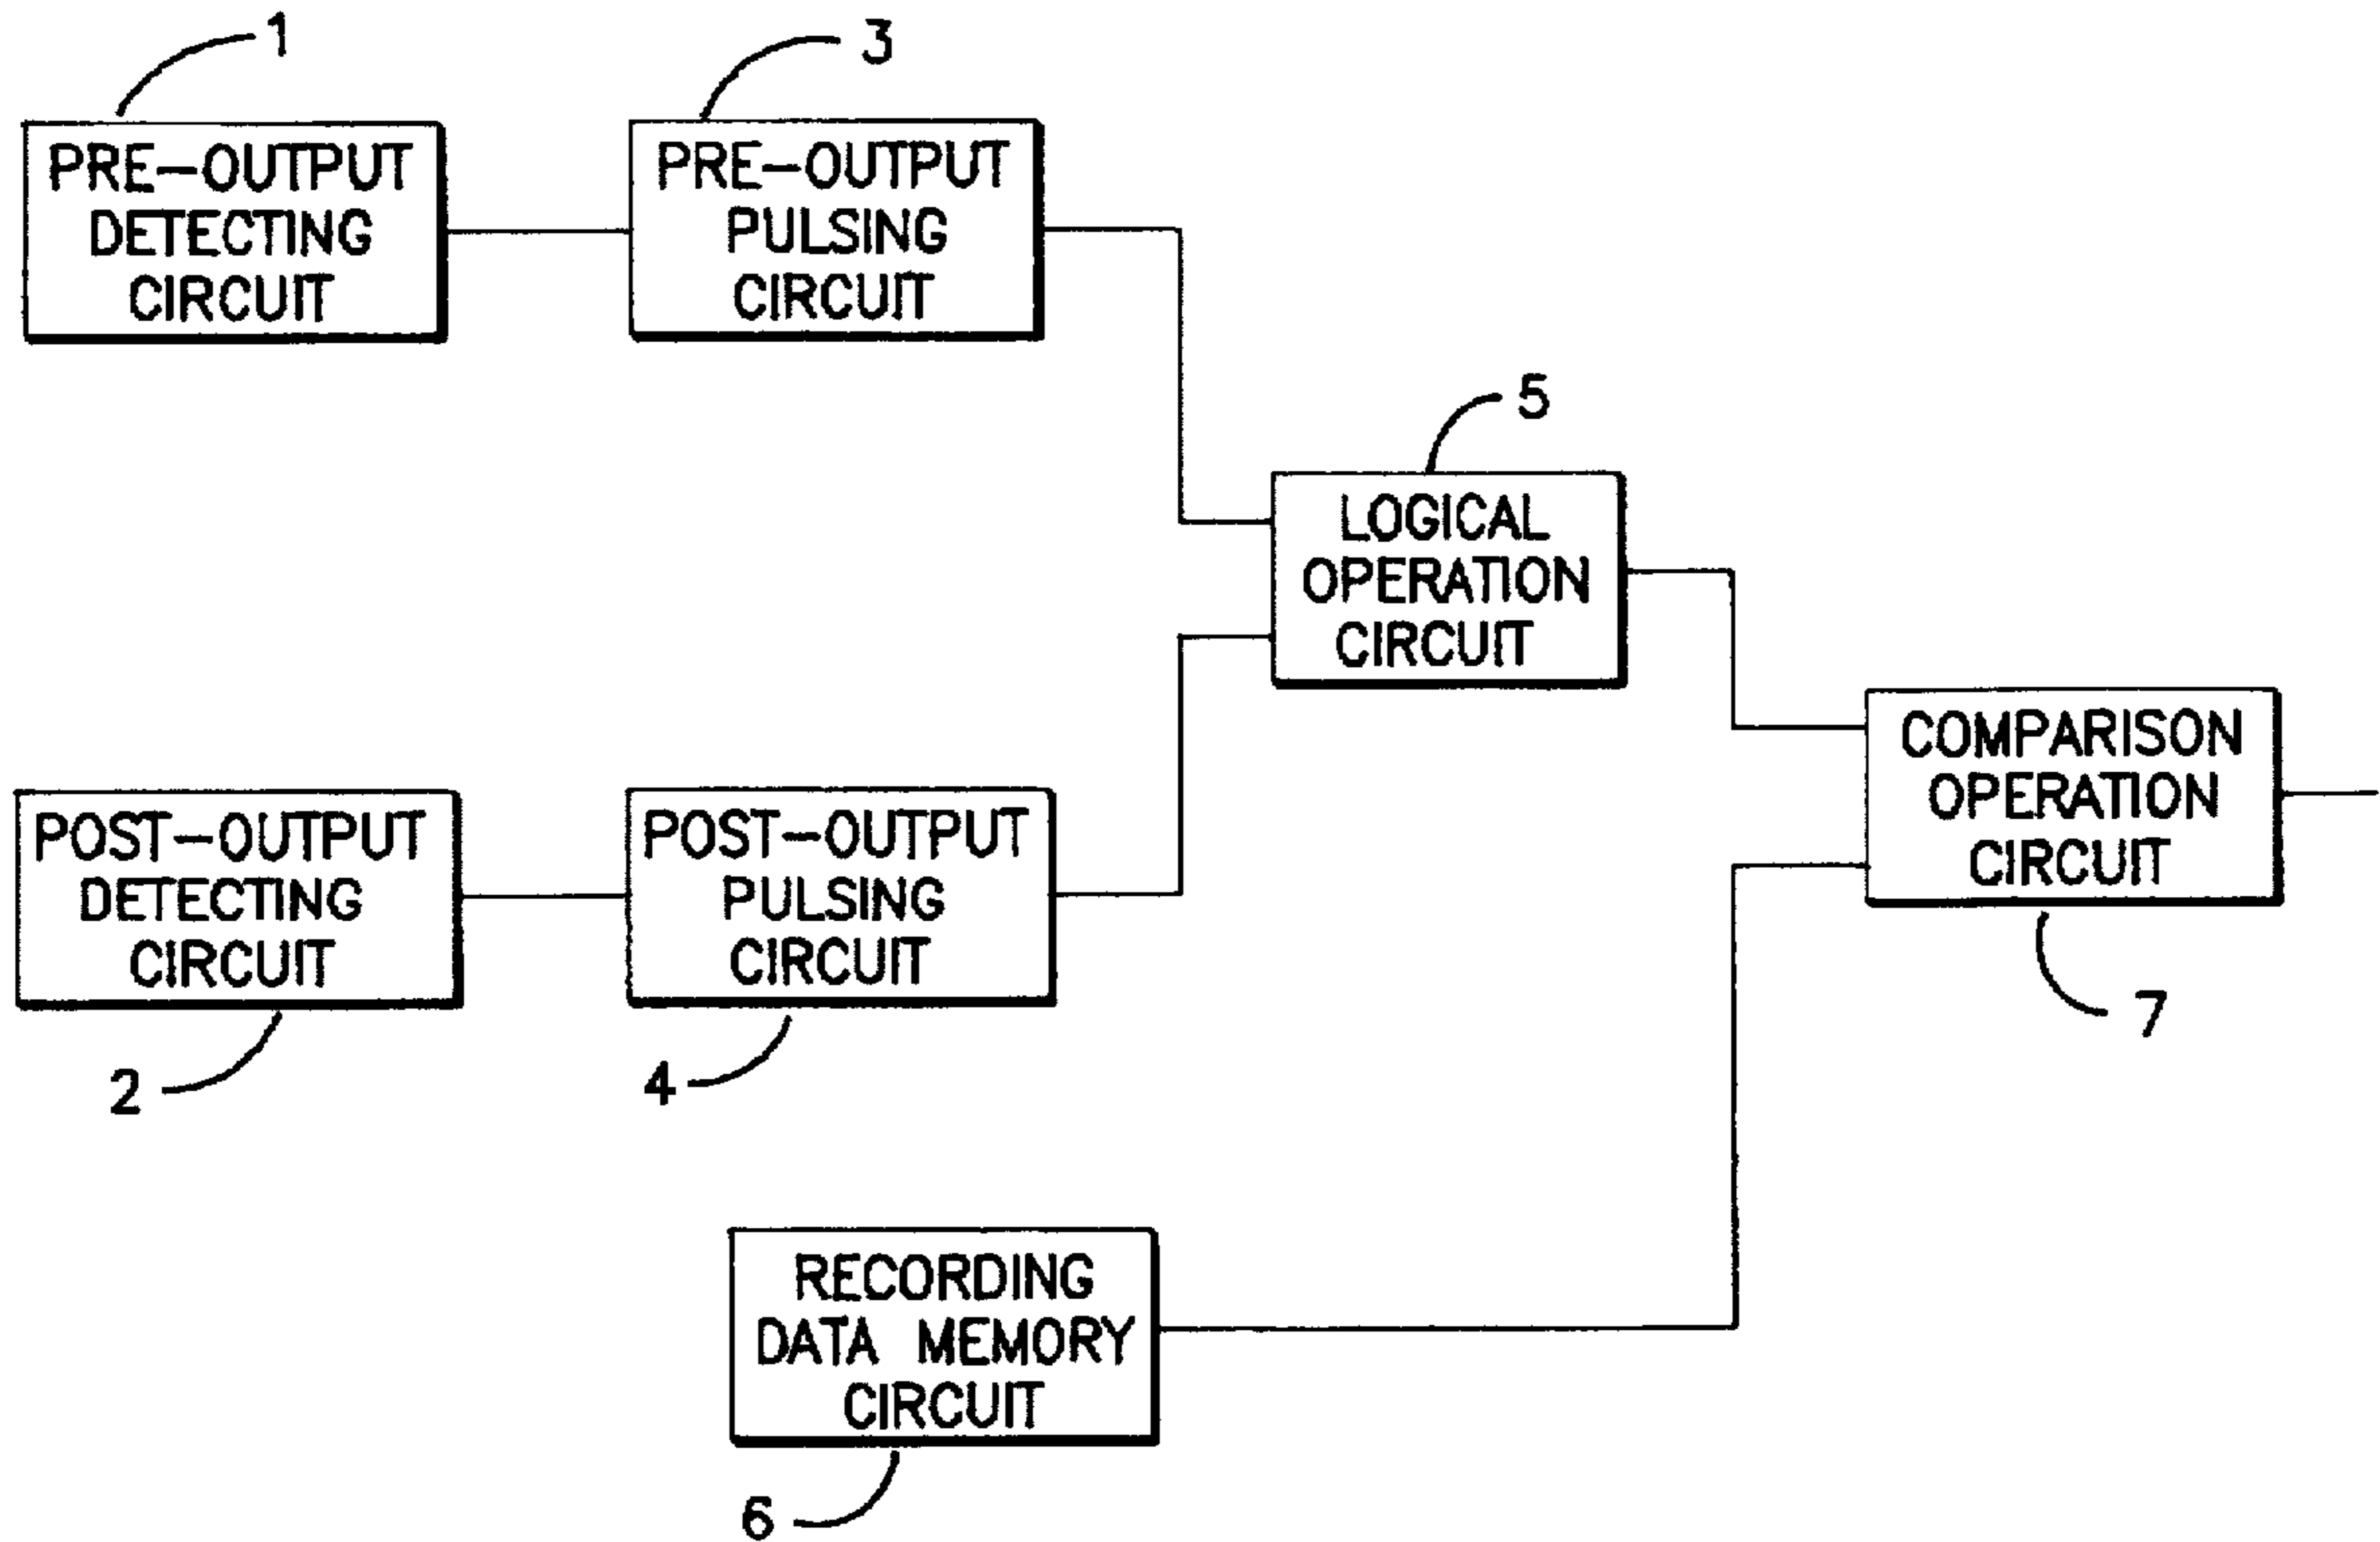 1
PRE-OUTPUT
DETECTING
CIRCUIT
3
PRE-OUTPUT
PULSING
CIRCUIT
5
LOGICAL
OPERATION
CIRCUIT
POST-OUTPUT
DETECTING
CIRCUIT
2
POST-OUTPUT
PULSING
CIRCUIT
4
COMPARISON
OPERATION
CIRCUIT
7
RECORDING
DATA MEMORY
CIRCUIT
6